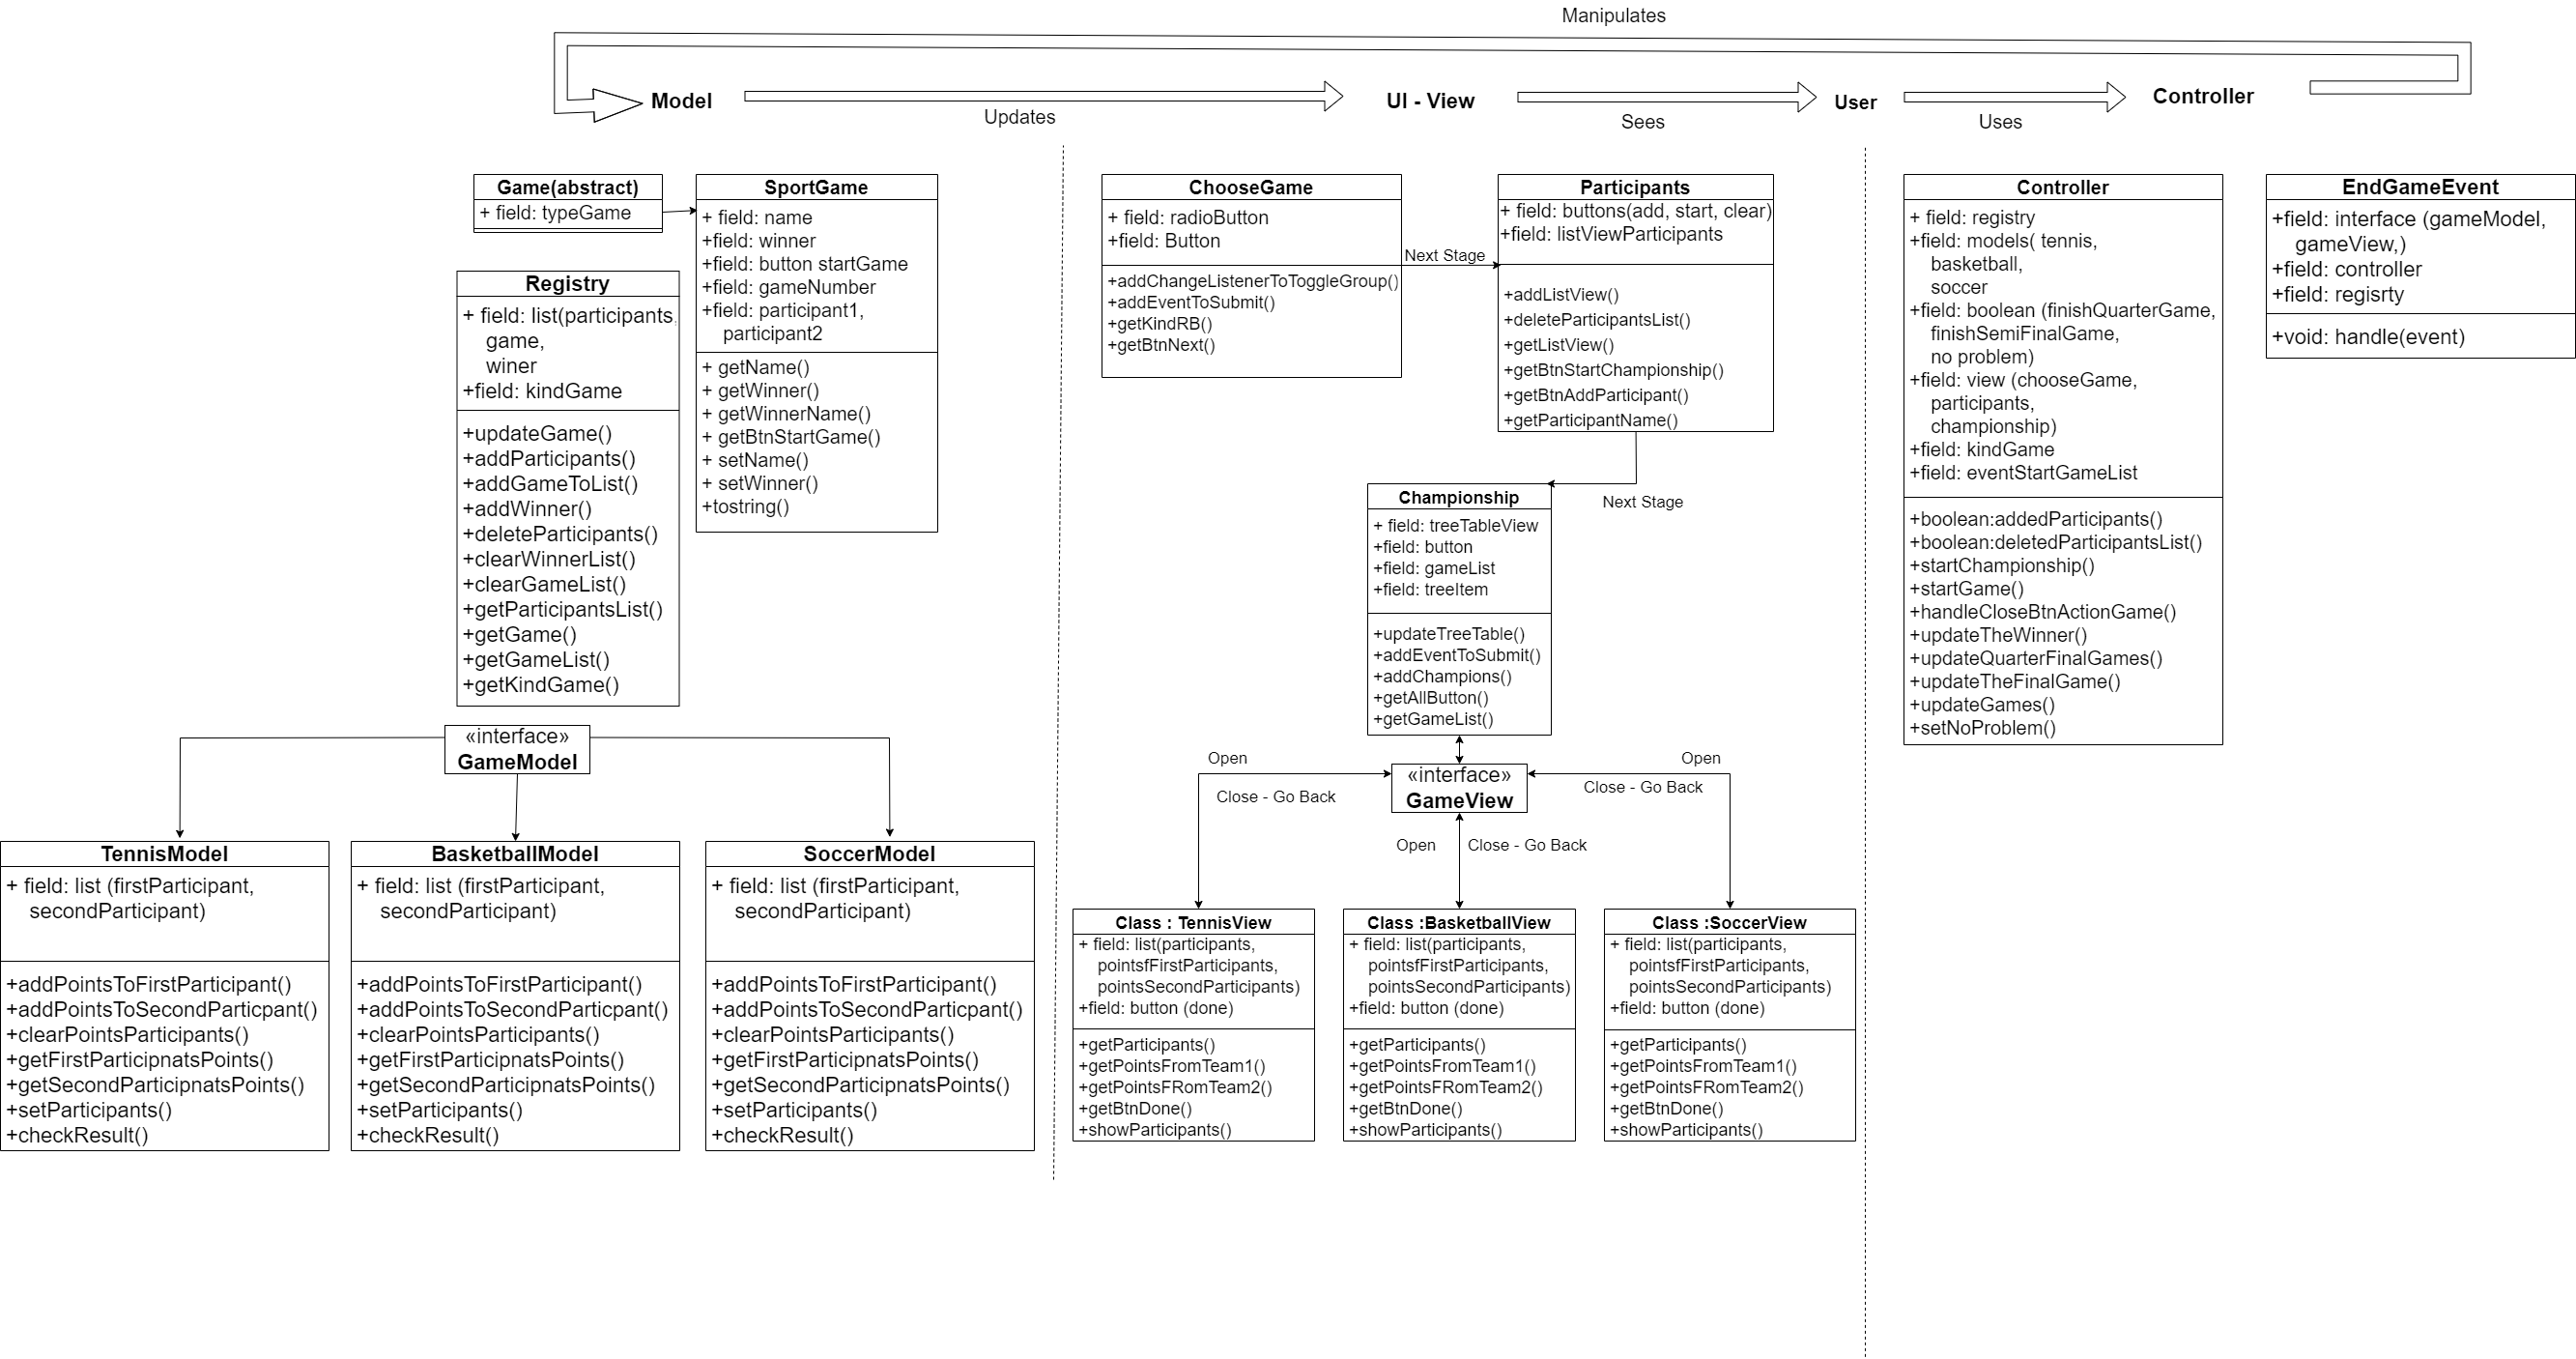 Manipulates
Model
Updates
UI - View
Sees
User
Uses
Controller
Game(abstract)
+ field: typeGame
SportGame
+ field: name
+field: winner
+field: button startGame
+field: gameNumber
+field: participant1,
participant2
+ getName()
+ getWinner()
+ getWinnerName()
+ getBtnStartGame()
+ setName()
+ setWinner()
+tostring()
Registry
+ field: list(participants,
game,
winer
+field: kindGame
+updateGame()
+addParticipants()
+addGameToList()
+addWinner()
+deleteParticipants()
+clearWinnerList()
+clearGameList()
+getParticipantsList()
+getGame()
+getGameList()
+getKindGame()
«interface»
GameModel
TennisModel
+ field: list (firstParticipant,
secondParticipant)
+addPointsToFirstParticipant()
+addPointsToSecondParticpant()
+clearPointsParticipants()
+getFirstParticipnatsPoints()
+getSecondParticipnatsPoints()
+setParticipants()
+checkResult()
BasketballModel
+ field: list (firstParticipant,
secondParticipant)
+addPointsToFirstParticipant()
+addPointsToSecondParticpant()
+clearPointsParticipants()
+getFirstParticipnatsPoints()
+getSecondParticipnatsPoints()
+setParticipants()
+checkResult()
SoccerModel
+ field: list (firstParticipant,
secondParticipant)
+addPointsToFirstParticipant()
+addPointsToSecondParticpant()
+clearPointsParticipants()
+getFirstParticipnatsPoints()
+getSecondParticipnatsPoints()
+setParticipants()
+checkResult()
ChooseGame
+ field: radioButton
+field: Button
+addChangeListenerToToggleGroup()
+addEventToSubmit()
+getKindRB()
+getBtnNext()
Next Stage
Participants
+ field: buttons(add, start, clear)
+field: listViewParticipants
+addListView()
+deleteParticipantsList()
+getListView()
+getBtnStartChampionship()
+getBtnAddParticipant()
+getParticipantName()
Next Stage
Championship
+ field: treeTableView
+field: button
+field: gameList
+field: treeItem
+updateTreeTable()
+addEventToSubmit()
+addChampions()
+getAllButton()
+getGameList()
«interface»
GameView
Open
Close - Go Back
Open
Close - Go Back
Open
Close - Go Back
Class : TennisView
+ field: list(participants,
pointsfFirstParticipants,
pointsSecondParticipants)
+field: button (done)
+getParticipants()
+getPointsFromTeam1()
+getPointsFRomTeam2()
+getBtnDone()
+showParticipants()
Class :BasketballView
+ field: list(participants,
pointsfFirstParticipants,
pointsSecondParticipants)
+field: button (done)
+getParticipants()
+getPointsFromTeam1()
+getPointsFRomTeam2()
+getBtnDone()
+showParticipants()
Class :SoccerView
+ field: list(participants,
pointsfFirstParticipants,
pointsSecondParticipants)
+field: button (done)
+getParticipants()
+getPointsFromTeam1()
+getPointsFRomTeam2()
+getBtnDone()
+showParticipants()
Controller
+ field: registry
+field: models( tennis,
basketball,
soccer
+field: boolean (finishQuarterGame,
finishSemiFinalGame,
no problem)
+field: view (chooseGame,
participants,
championship)
+field: kindGame
+field: eventStartGameList
+boolean:addedParticipants()
+boolean:deletedParticipantsList()
+startChampionship()
+startGame()
+handleCloseBtnActionGame()
+updateTheWinner()
+updateQuarterFinalGames()
+updateTheFinalGame()
+updateGames()
+setNoProblem()
EndGameEvent
+field: interface (gameModel,
gameView,)
+field: controller
+field: regisrty
+void: handle(event)